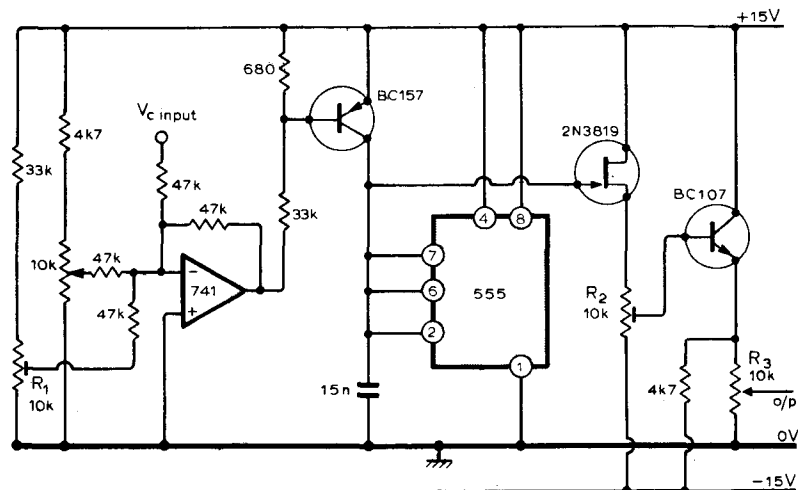 +15V
680
BC157
Vc input
4k7
2N3819
33k
47k
BC107
47k
33k
4
8
10k
47k
7
741
−
+
47k
6
555
R2
10k
2
R1
10k
1
R3
10k
15n
4k7
o/p
0V
−15V